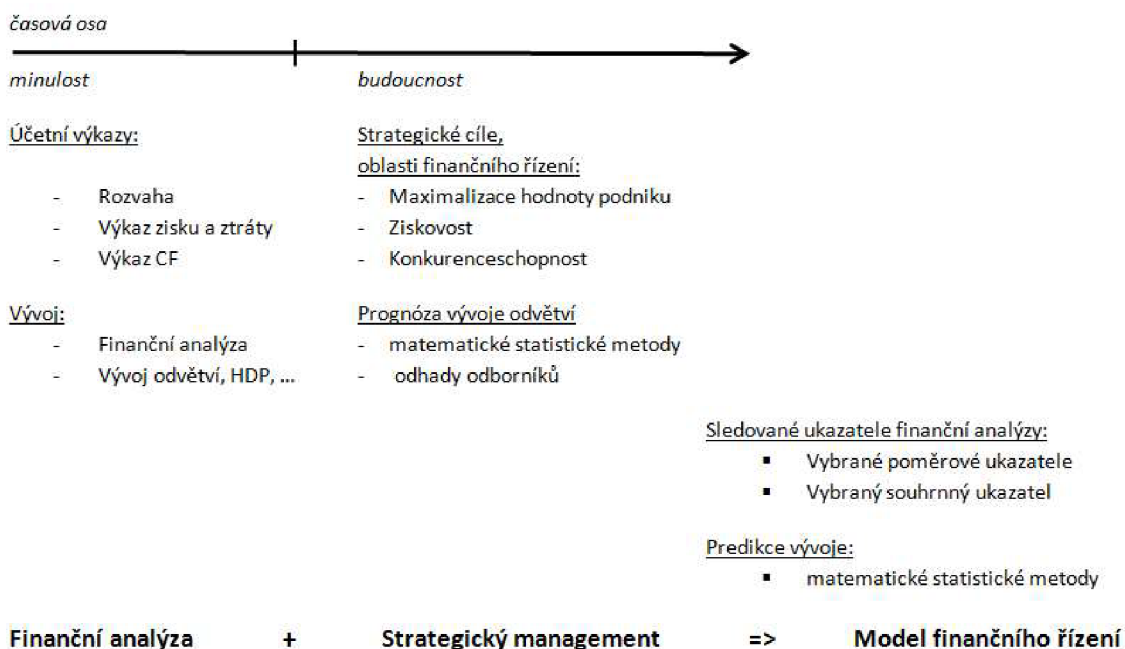 časová osa
minulost budoucnost
Účetní výkazy: Strategické cíle,
oblasti finančního řízení:
- Rozvaha - Maximalizace hodnoty podniku
- Výkaz zisku a ztráty - Ziskovost
- Výkaz CF - Konkurenceschopnost
Vývoj: Prognóza vývoje odvětví
- Finanční analýza - matematické statistické metody
- Vývoj odvětví, HDP, ... - odhady odborníků
Sledované ukazatele finanční analýzy:
▪ Vybrané poměrové ukazatele
▪ Vybraný souhrnný ukazatel
Predikce vývoje:
▪ matematické statistické metody
Finanční analýza + Strategický management => Model finančního řízení